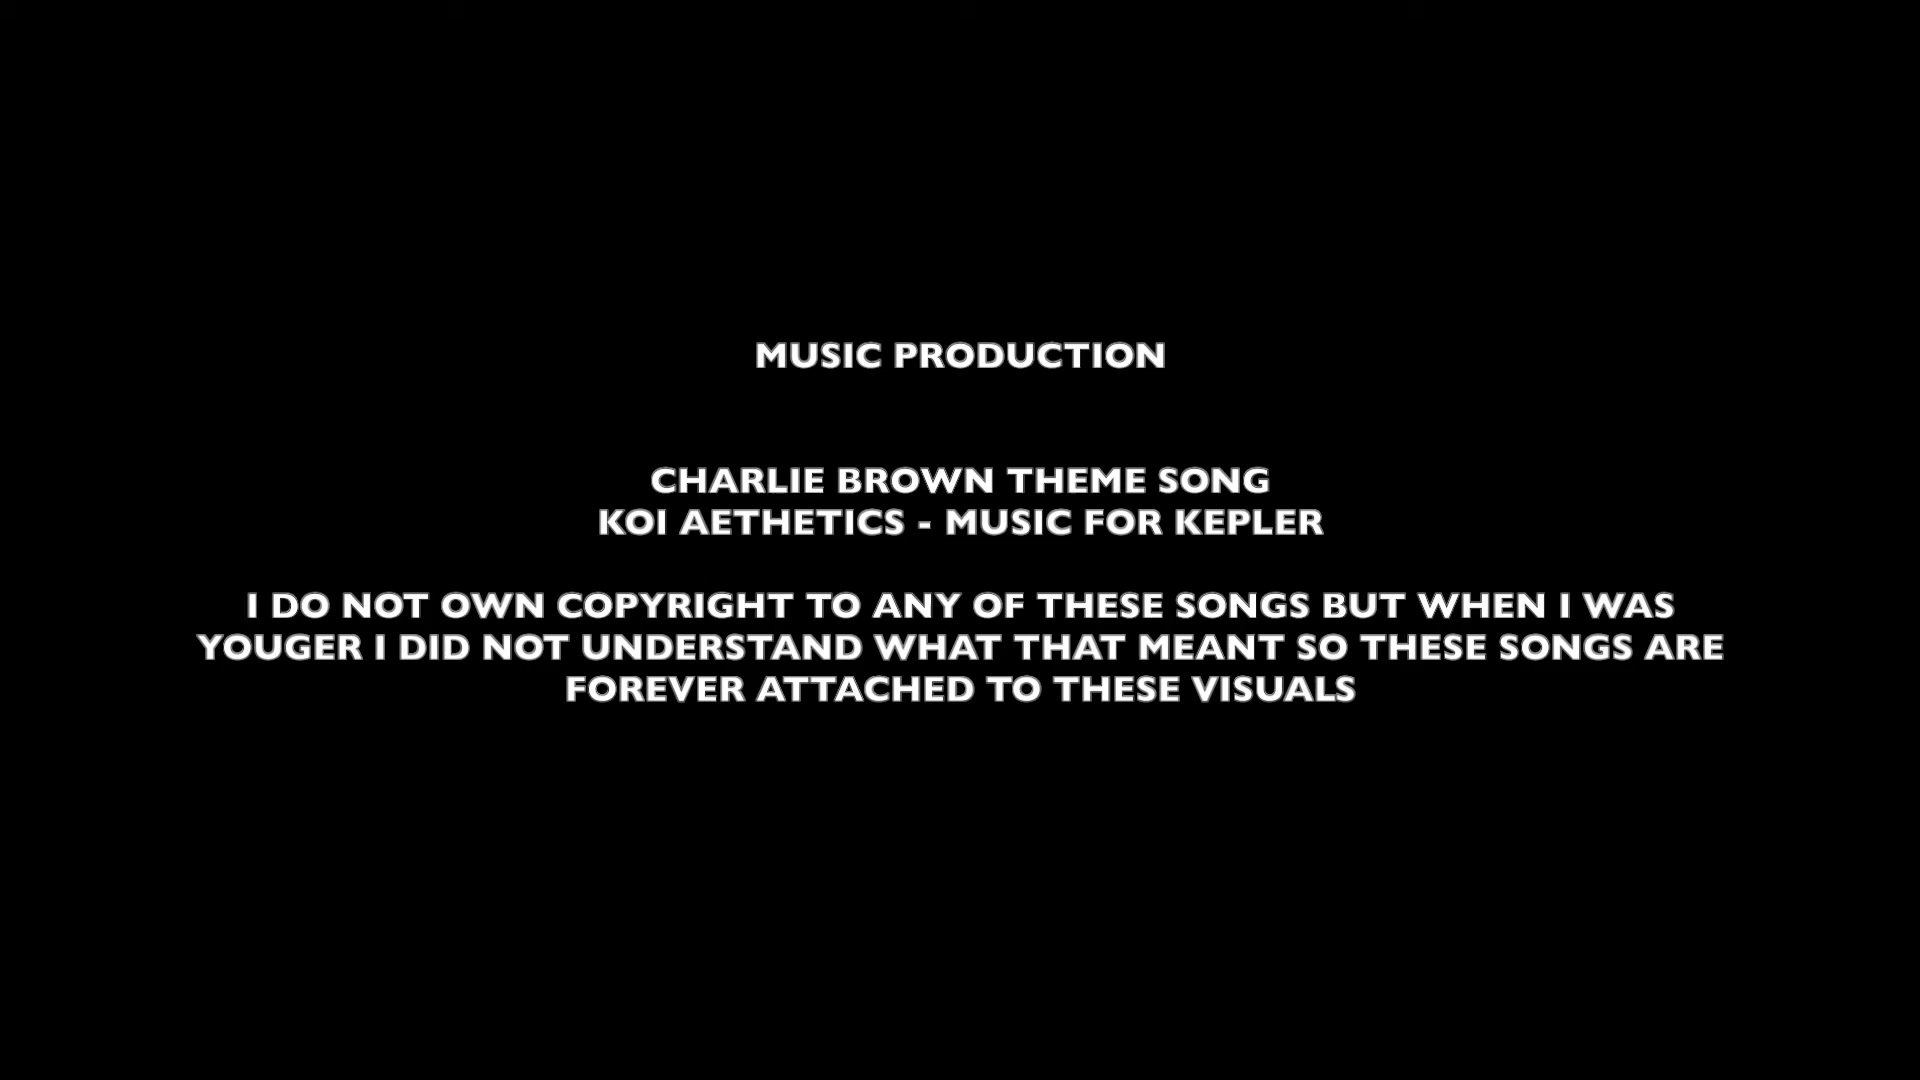 MUSIC PRODUCTION
CHARLIE BROWN THEME SONG
KOI AETHETICS - MUSIC FOR KEPLER
I DO NOT OWN COPYRIGHT TO ANY OF THESE SONGS BUT WHEN I WAS
YOUGER I DID NOT UNDERSTAND WHAT THAT MEANT SO THESE SONGS ARE
FOREVER ATTACHED TO THESE VISUALS